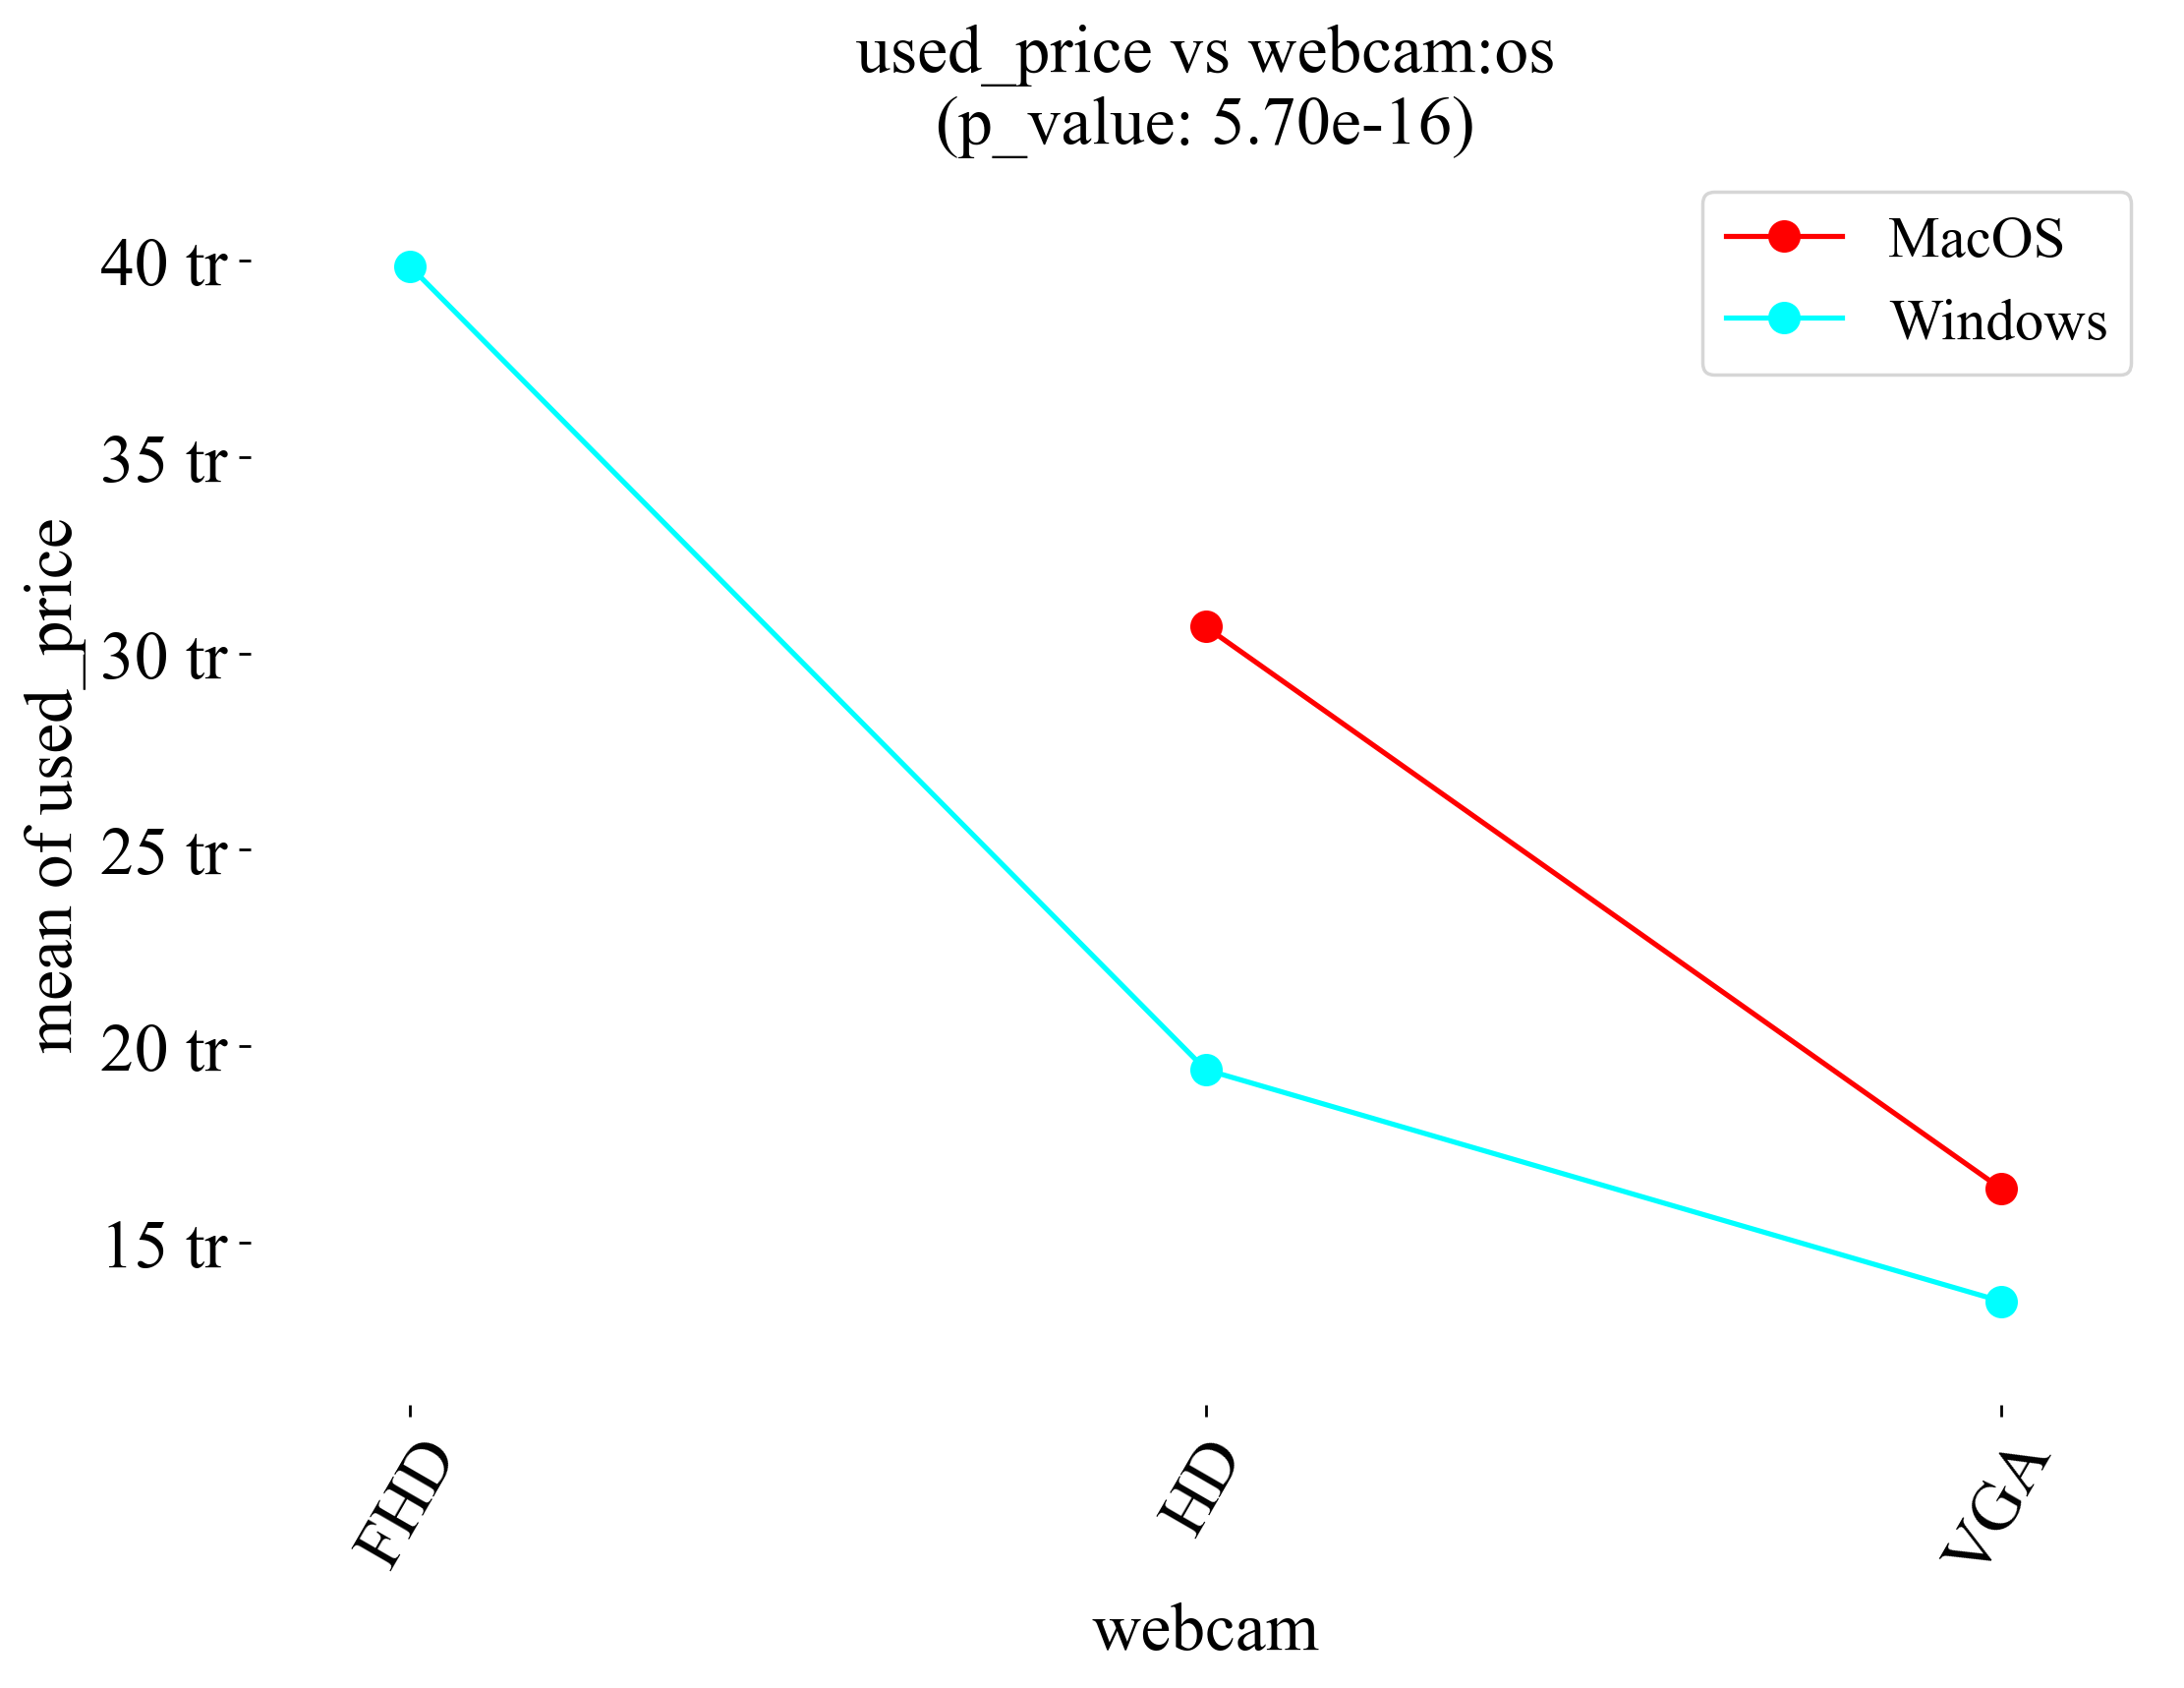 used_price vs webcam:os
(p_value: 5.70e-16)
MacOS
Windows
mean of used_price
40 tr
35 tr
30 tr
25 tr
20 tr
15 tr
FHD
HD
VGA
webcam